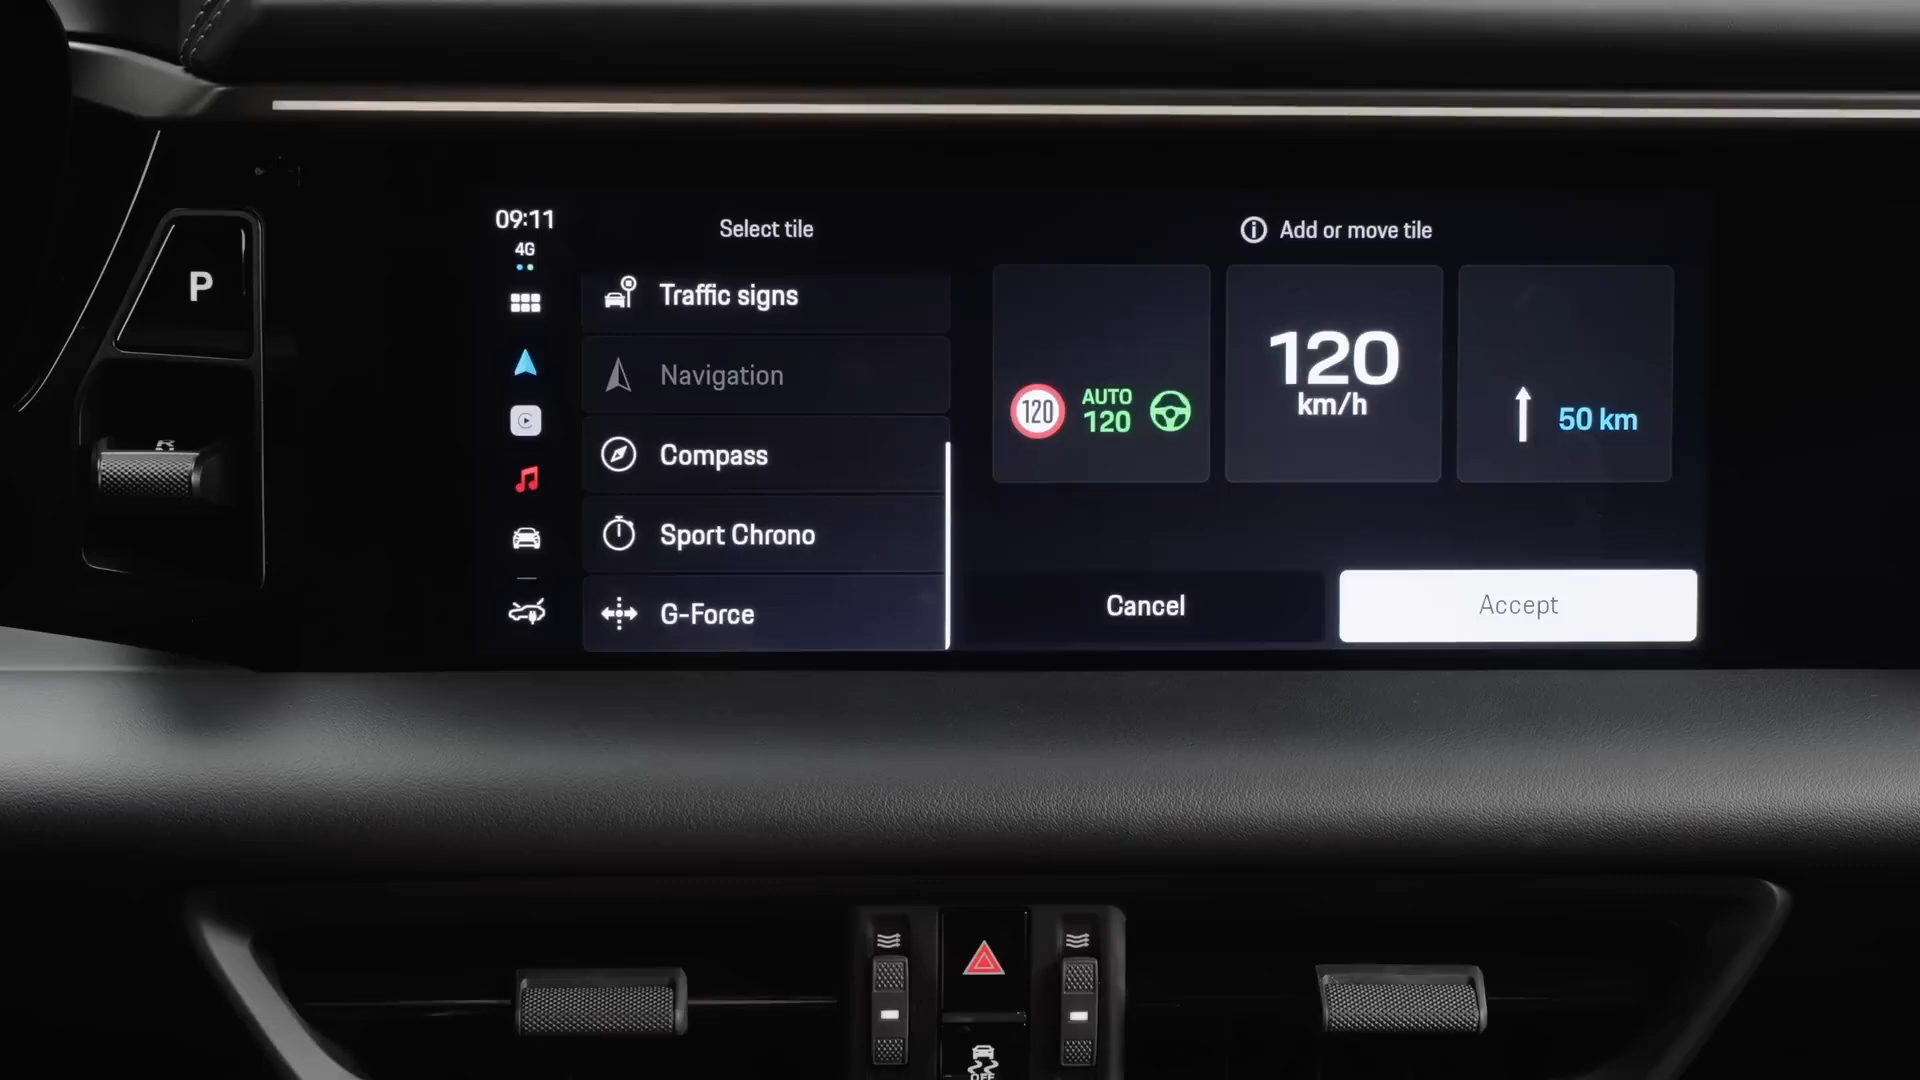 09:11
4G
Select tile
Add or move tile
P
R
Traffic signs
Navigation
Compass
Sport Chrono
G-Force
120
AUTO
120
120
km/h
50 km
Cancel
Accept
OFF